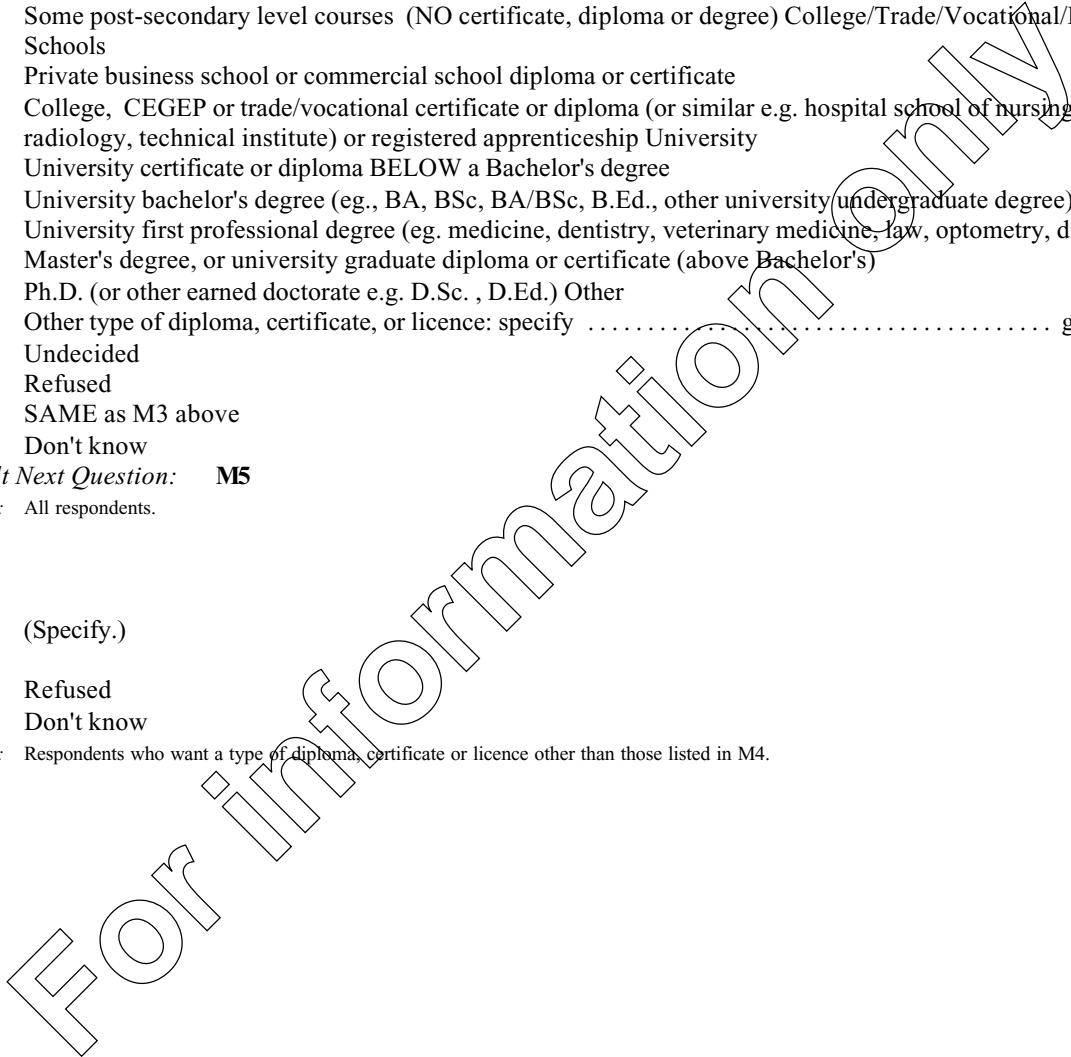 Some post-secondary level courses (NO certificate, diploma or degree) College/Trade/Vocational/
Schools
Private business school or commercial school diploma or certificate
College, CEGEP or trade/vocational certificate or diploma (or similar e.g. hospital school of nursing
radiology, technical institute) or registered apprenticeship University
University certificate or diploma BELOW a Bachelor's degree
University bachelor's degree (eg., BA, BSc, BA/BSc, B.Ed., other university undergraduate degree)
University first professional degree (eg. medicine, dentistry, veterinary medicine, law, optometry, d
Master's degree, or university graduate diploma or certificate (above Bachelor's)
Ph.D. (or other earned doctorate e.g. D.Sc. , D.Ed.) Other
Other type of diploma, certificate, or licence: specify ....................................... g
Undecided
Refused
SAME as M3 above
Don't know
t Next Question: M5
r All respondents.
(Specify.)
Refused
Don't know
r Respondents who want a type of diploma, certificate or licence other than those listed in M4.
For information only